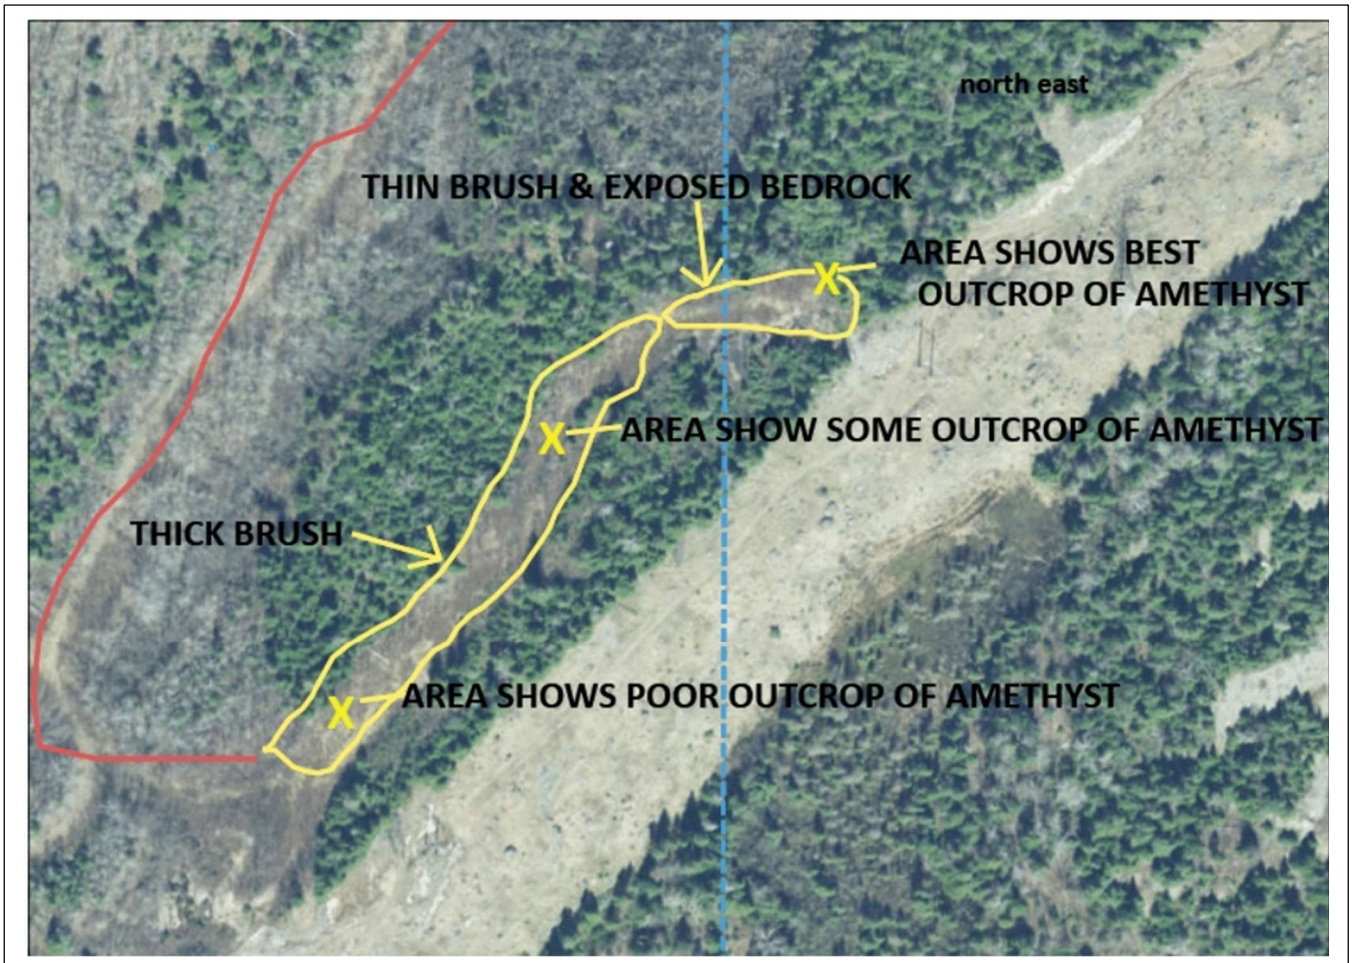 north east
THIN BRUSH & EXPOSED BEDROCK
AREA SHOWS BEST
OUTCROP OF AMETHYST
X
X
AREA SHOW SOME OUTCROP OF AMETHYST
THICK BRUSH
X
AREA SHOWS POOR OUTCROP OF AMETHYST